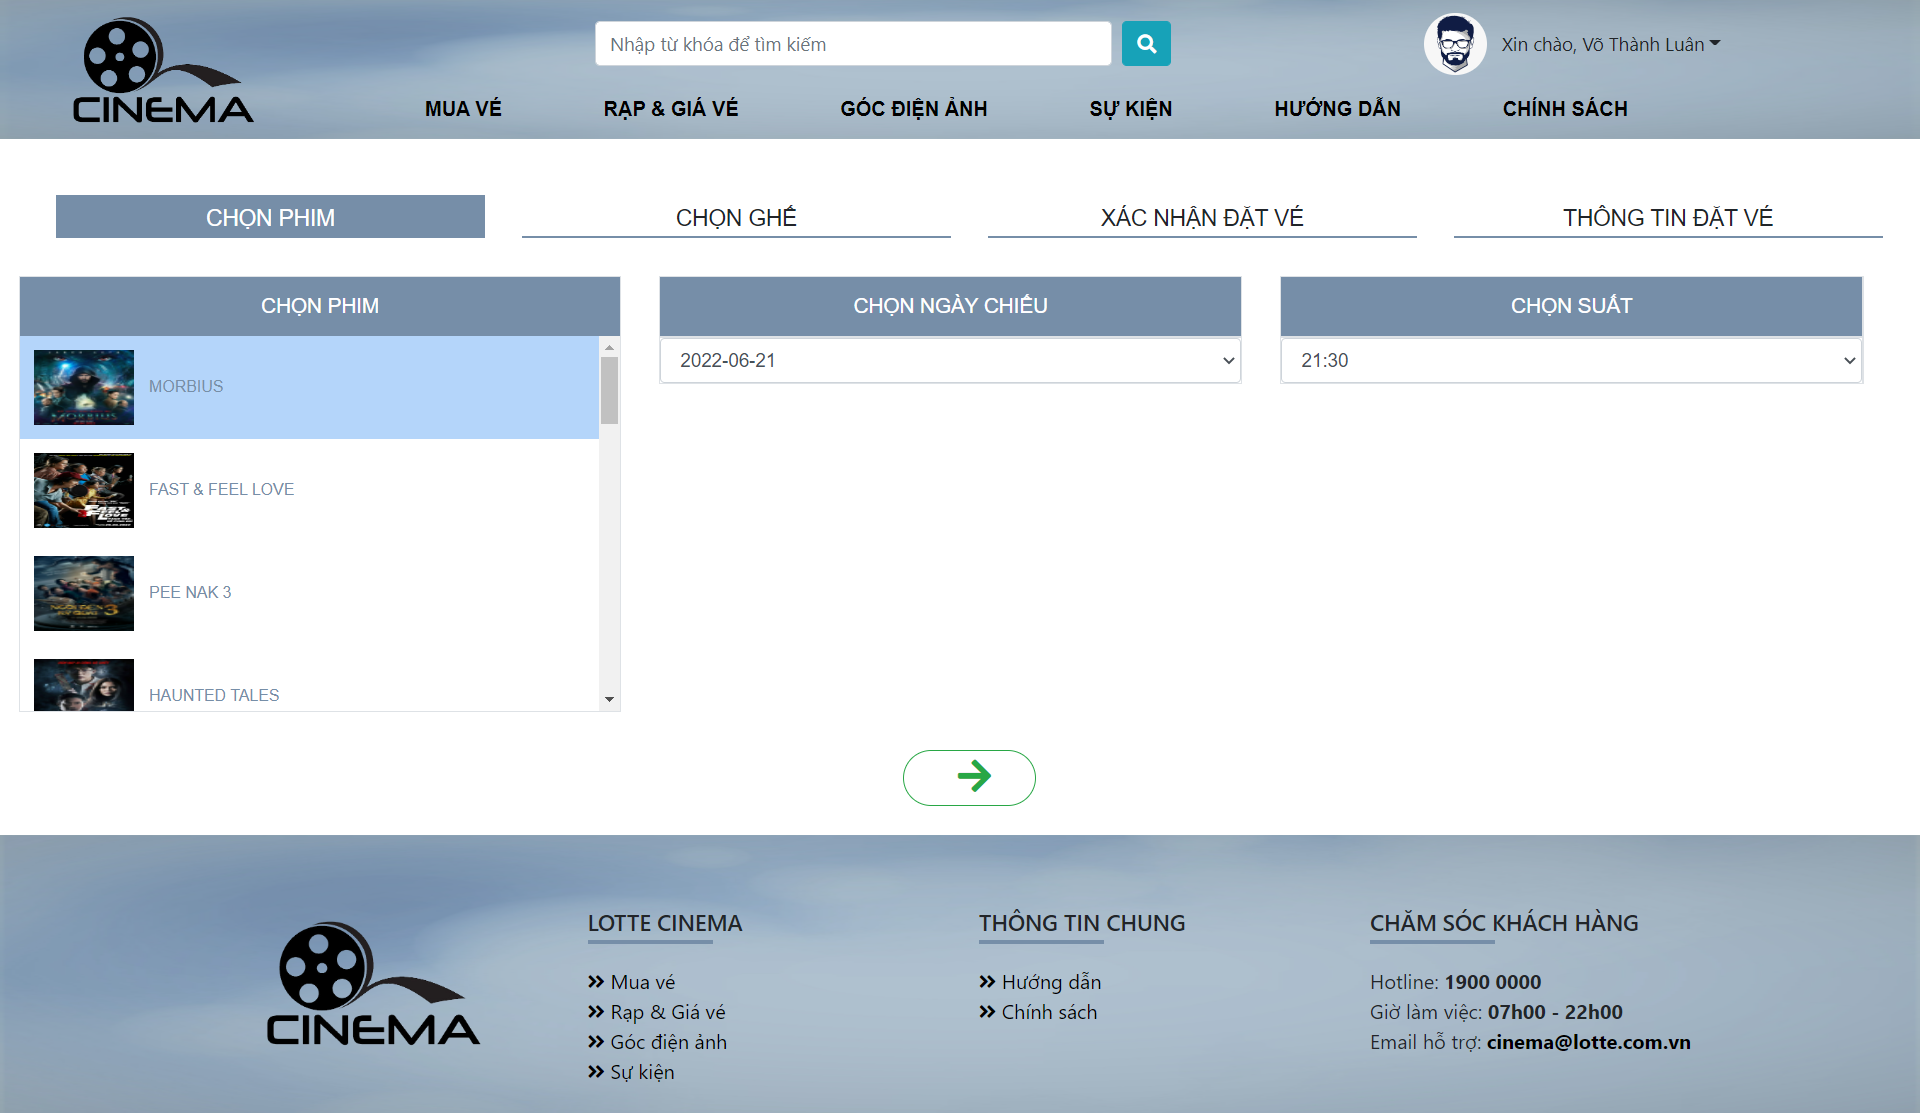 CINEMA
Nhập từ khóa để tìm kiếm
Xin chào, Võ Thành Luân
MUA VÉ
RẠP & GIÁ VÉ
GÓC ĐIỆN ẢNH
SỰ KIỆN
HƯỚNG DẪN
CHÍNH SÁCH
CHỌN PHIM
CHỌN GHẾ
XÁC NHẬN ĐẶT VÉ
THÔNG TIN ĐẶT VÉ
CHỌN PHIM
MORBIUS
MORBIUS
FAST & FEEL LOVE
FAST & FEEL LOVE
PEE NAK 3
HAUNTED TALES
CHỌN NGÀY CHIẾU
2022-06-21
CHỌN SUẤT
21:30
CINEMA
LOTTE CINEMA
Mua vé
Rạp & Giá vé
Góc điện ảnh
Sự kiện
THÔNG TIN CHUNG
Hướng dẫn
Chính sách
CHĂM SÓC KHÁCH HÀNG
Hotline: 1900 0000
Giờ làm việc: 07h00 - 22h00
Email hỗ trợ: cinema@lotte.com.vn